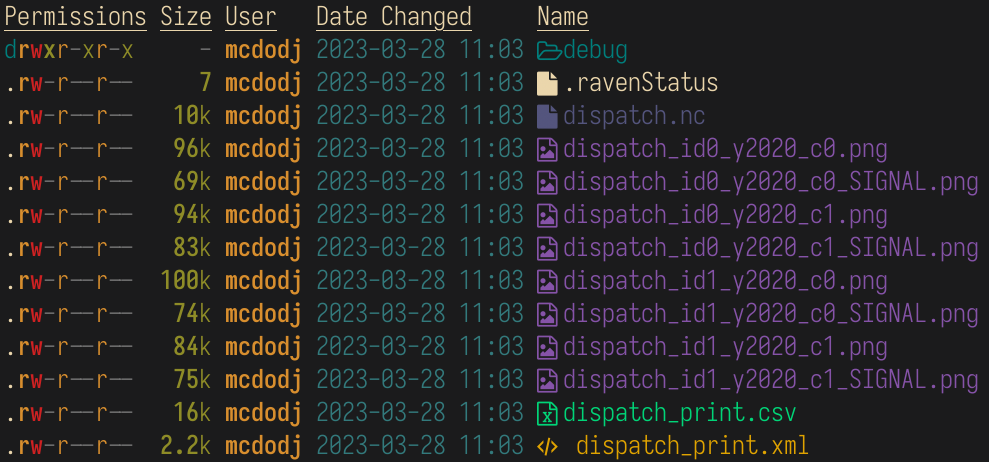 Permissions Size User Date Changed Name
drwxr-xr-x - mcdodj 2023-03-28 11:03 debug
.rw-r--r-- 7 mcdodj 2023-03-28 11:03 .ravenStatus
.rw-r--r-- 10k mcdodj 2023-03-28 11:03 dispatch.nc
.rw-r--r-- 96k mcdodj 2023-03-28 11:03 dispatch_id0_y2020_c0.png
.rw-r--r-- 69k mcdodj 2023-03-28 11:03 dispatch_id0_y2020_c0_SIGNAL.png
.rw-r--r-- 94k mcdodj 2023-03-28 11:03 dispatch_id0_y2020_c1.png
.rw-r--r-- 83k mcdodj 2023-03-28 11:03 dispatch_id0_y2020_c1_SIGNAL.png
.rw-r--r-- 100k mcdodj 2023-03-28 11:03 dispatch_id1_y2020_c0.png
.rw-r--r-- 74k mcdodj 2023-03-28 11:03 dispatch_id1_y2020_c0_SIGNAL.png
.rw-r--r-- 84k mcdodj 2023-03-28 11:03 dispatch_id1_y2020_c1.png
.rw-r--r-- 75k mcdodj 2023-03-28 11:03 dispatch_id1_y2020_c1_SIGNAL.png
.rw-r--r-- 16k mcdodj 2023-03-28 11:03 dispatch_print.csv
.rw-r--r-- 2.2k mcdodj 2023-03-28 11:03 dispatch_print.xml